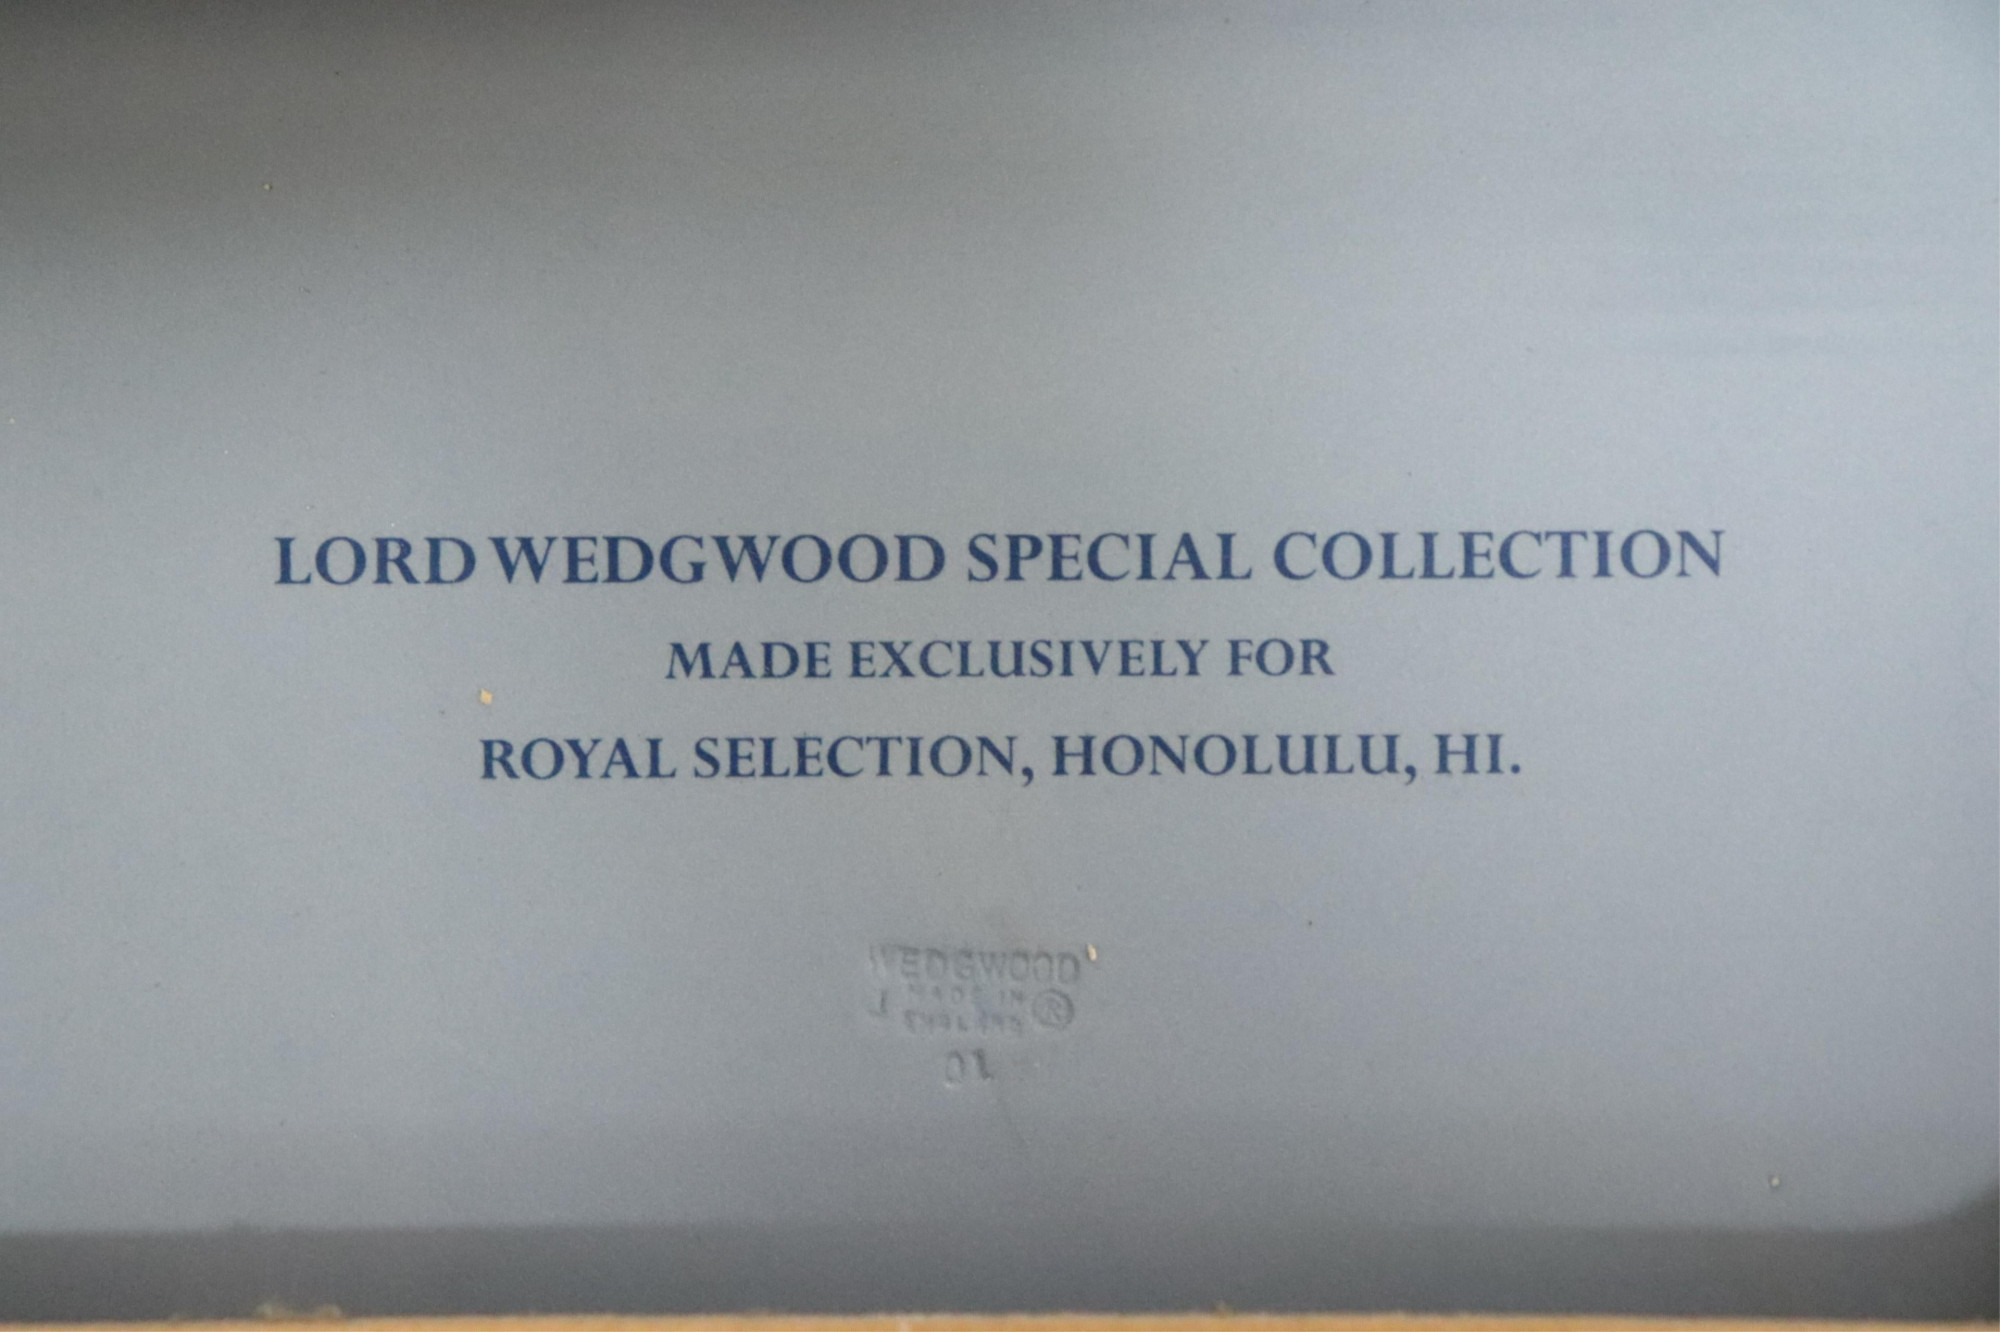 LORD WEDGWOOD SPECIAL COLLECTION
MADE EXCLUSIVELY FOR
ROYAL SELECTION, HONOLULU, HI.
WEDGWOOD
MADE IN ®
ENGLAND
01